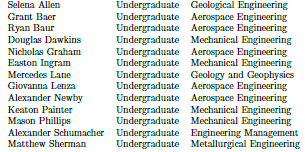 Selena Allen Undergraduate Geological Engineering
Grant Baer Undergraduate Aerospace Engineering
Ryan Baur Undergraduate Aerospace Engineering
Douglas Dawkins Undergraduate Mechanical Engineering
Nicholas Graham Undergraduate Aerospace Engineering
Easton Ingram Undergraduate Mechanical Engineering
Mercedes Lane Undergraduate Geology and Geophysics
Giovanna Lenza Undergraduate Aerospace Engineering
Alexander Newby Undergraduate Aerospace Engineering
Keaton Painter Undergraduate Mechanical Engineering
Mason Phillips Undergraduate Mechanical Engineering
Alexander Schumacher Undergraduate Engineering Management
Matthew Sherman Undergraduate Metallurgical Engineering